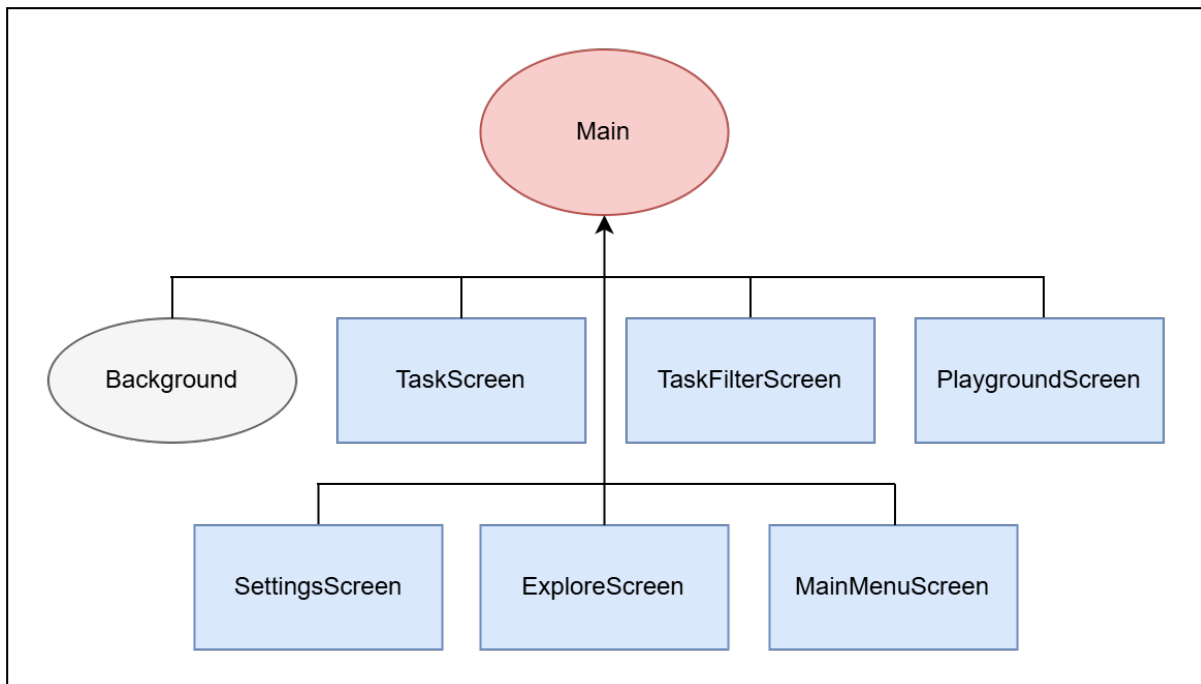 Main
Background
TaskScreen
TaskFilterScreen
PlaygroundScreen
SettingsScreen
ExploreScreen
MainMenuScreen